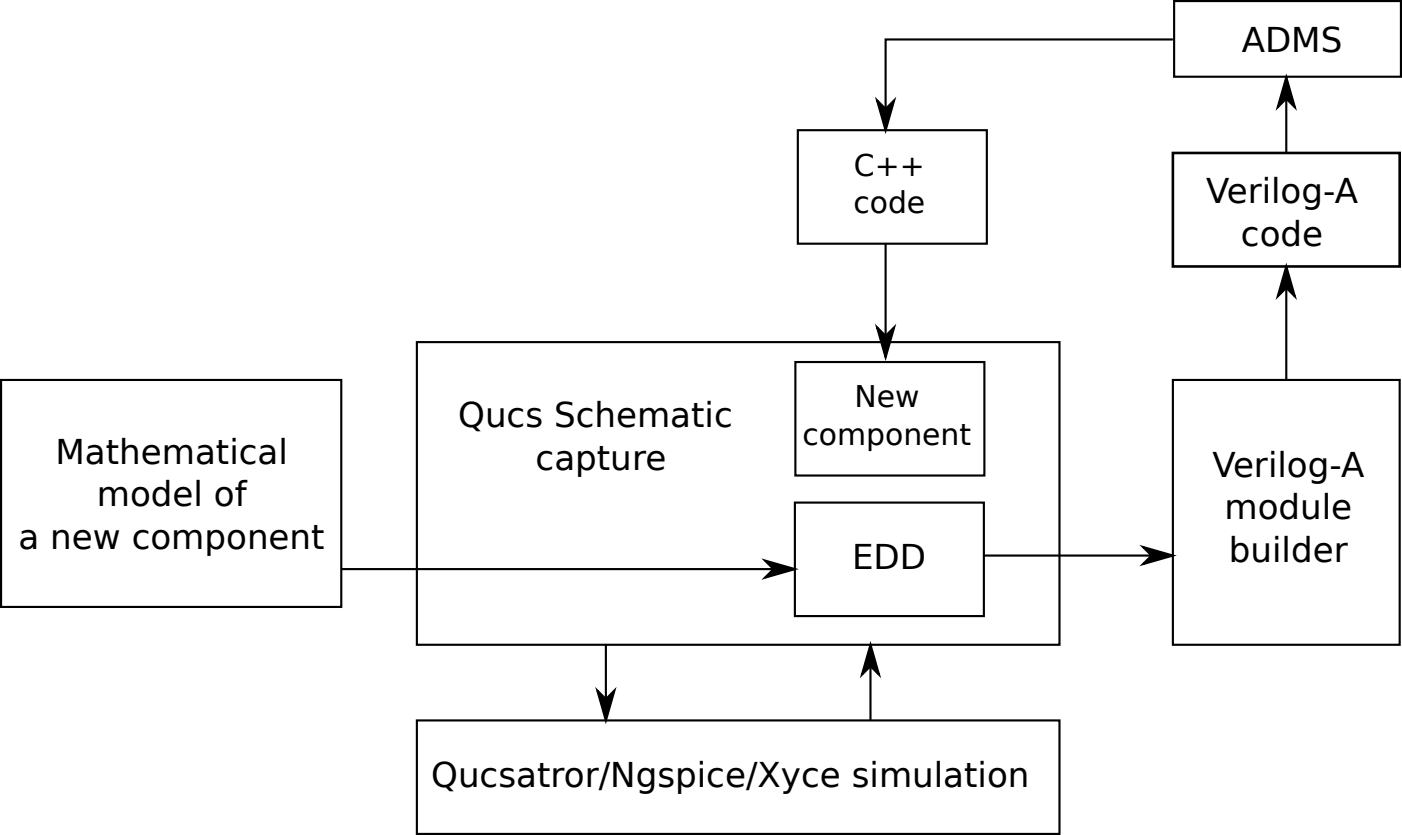 ADMS
C++
code
Verilog-A
code
New
component
Qucs Schematic
capture
Mathematical
model of
a new component
EDD
Verilog-A
module
builder
Qucsatror/Ngspice/Xyce simulation